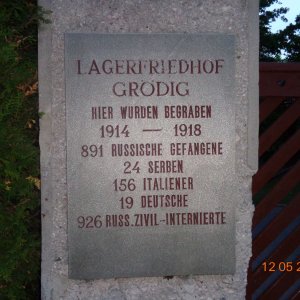 LAGERFRIEDHOF
GRÖDIG
HIER WURDEN BEGRABEN
1914 — 1918
891 RUSSISCHE GEFANGENE
24 SERBEN
156 ITALIENER
19 DEUTSCHE
926 RUSS. ZIVIL-INTERNIERTE
12 05 2